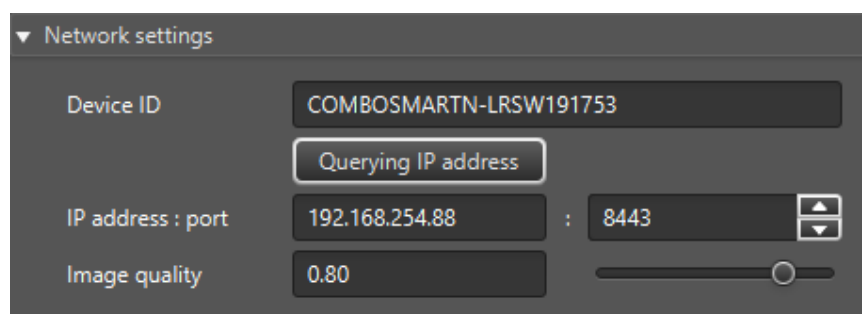 Network settings
Device ID COMBOSMARTN-LRSW191753
Querying IP address
IP address : port 192.168.254.88 : 8443
Image quality 0.80